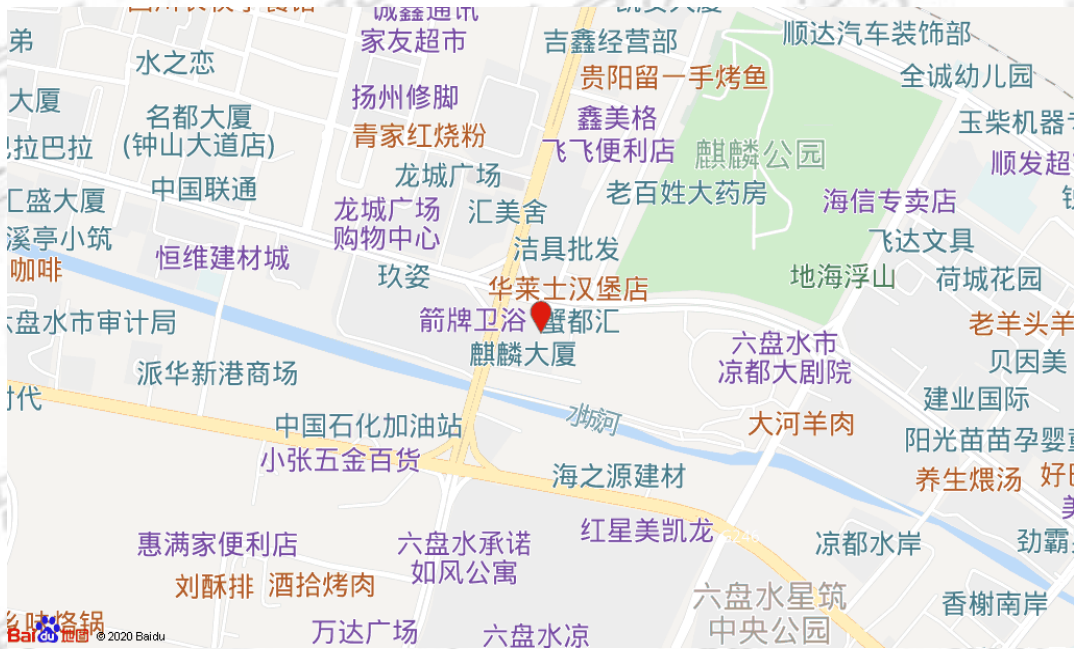 诚鑫通讯
家友超市
吉鑫经营部
顺达汽车装饰部
弟
水之恋
贵阳留一手烤鱼
全诚幼儿园
大厦
扬州修脚
名都大厦
(钟山大道店)
鑫美格
玉柴机器
青家红烧粉
巴拉巴拉
飞飞便利店
麒麟公园
顺发超
龙城广场
中国联通
老百姓大药房
汇盛大厦
龙城广场
购物中心
汇美舍
海信专卖店
溪亭小筑
恒维建材城
洁具批发
飞达文具
咖啡
玖姿
华莱士汉堡店
地海浮山
荷城花园
六盘水市审计局
箭牌卫浴
蟹都汇
老羊头羊
麒麟大厦
六盘水市
凉都大剧院
贝因美
派华新港商场
时代
建业国际
中国石化加油站
水城河
大河羊肉
阳光苗苗孕婴童
小张五金百货
海之源建材
养生煨汤
好
红星美凯龙
惠满家便利店
六盘水承诺
如风公寓
凉都水岸
劲霸
刘酥排
酒拾烤肉
六盘水星筑
中央公园
香榭南岸
乡味烙锅
万达广场
六盘水凉
Bai du 地图 © 2020 Baidu